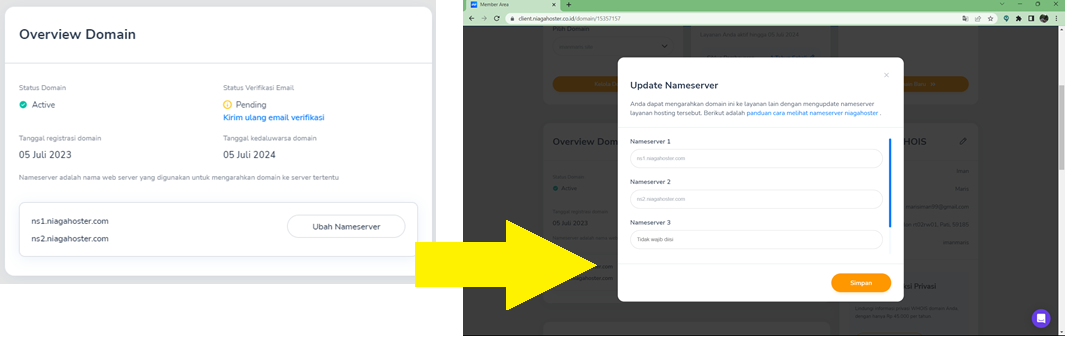 Overview Domain
Status Domain
Status Verifikasi Email
Active
Pending
Kirim ulang email verifikasi
Tanggal registrasi domain
Tanggal kedaluwarsa domain
05 Juli 2023
05 Juli 2024
Nameserver adalah nama web server yang digunakan untuk mengarahkan domain ke server tertentu
ns1.niagahoster.com
ns2.niagahoster.com
Ubah Nameserver
Member Area
client.niagahoster.co.id/domain/15357157
Update Nameserver
Anda dapat mengarahkan domain ini ke layanan lain dengan mengupdate nameserver
layanan hosting tersebut. Berikut adalah panduan cara melihat nameserver niagahoster .
Nameserver 1
ns1.niagahoster.com
Nameserver 2
ns2.niagahoster.com
Nameserver 3
Tidak wajib diisi
Simpan
Overview Dom
Active
05 Juli 2023
HOIS